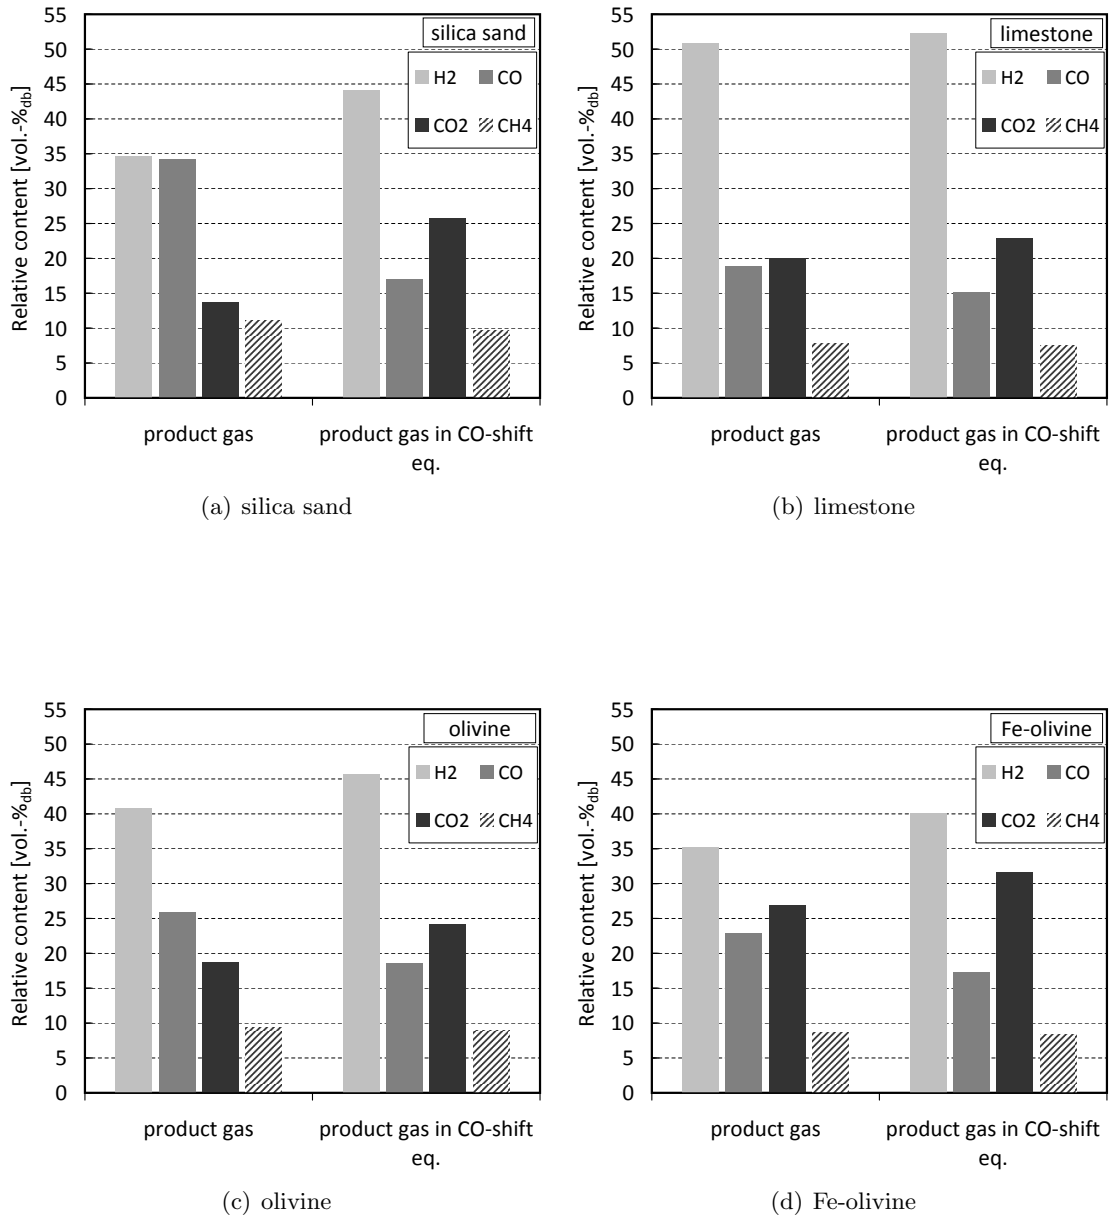 silica sand
H2 CO
CO2 CH4
Relative content [vol.-%db]
55
50
45
40
35
30
25
20
15
10
5
0
product gas
product gas in CO-shift
eq.
(a) silica sand
limestone
H2 CO
CO2 CH4
Relative content [vol.-%db]
55
50
45
40
35
30
25
20
15
10
5
0
product gas
product gas in CO-shift
eq.
(b) limestone
olivine
H2 CO
CO2 CH4
Relative content [vol.-%db]
55
50
45
40
35
30
25
20
15
10
5
0
product gas
product gas in CO-shift
eq.
(c) olivine
Fe-olivine
H2 CO
CO2 CH4
Relative content [vol.-%db]
55
50
45
40
35
30
25
20
15
10
5
0
product gas
product gas in CO-shift
eq.
(d) Fe-olivine